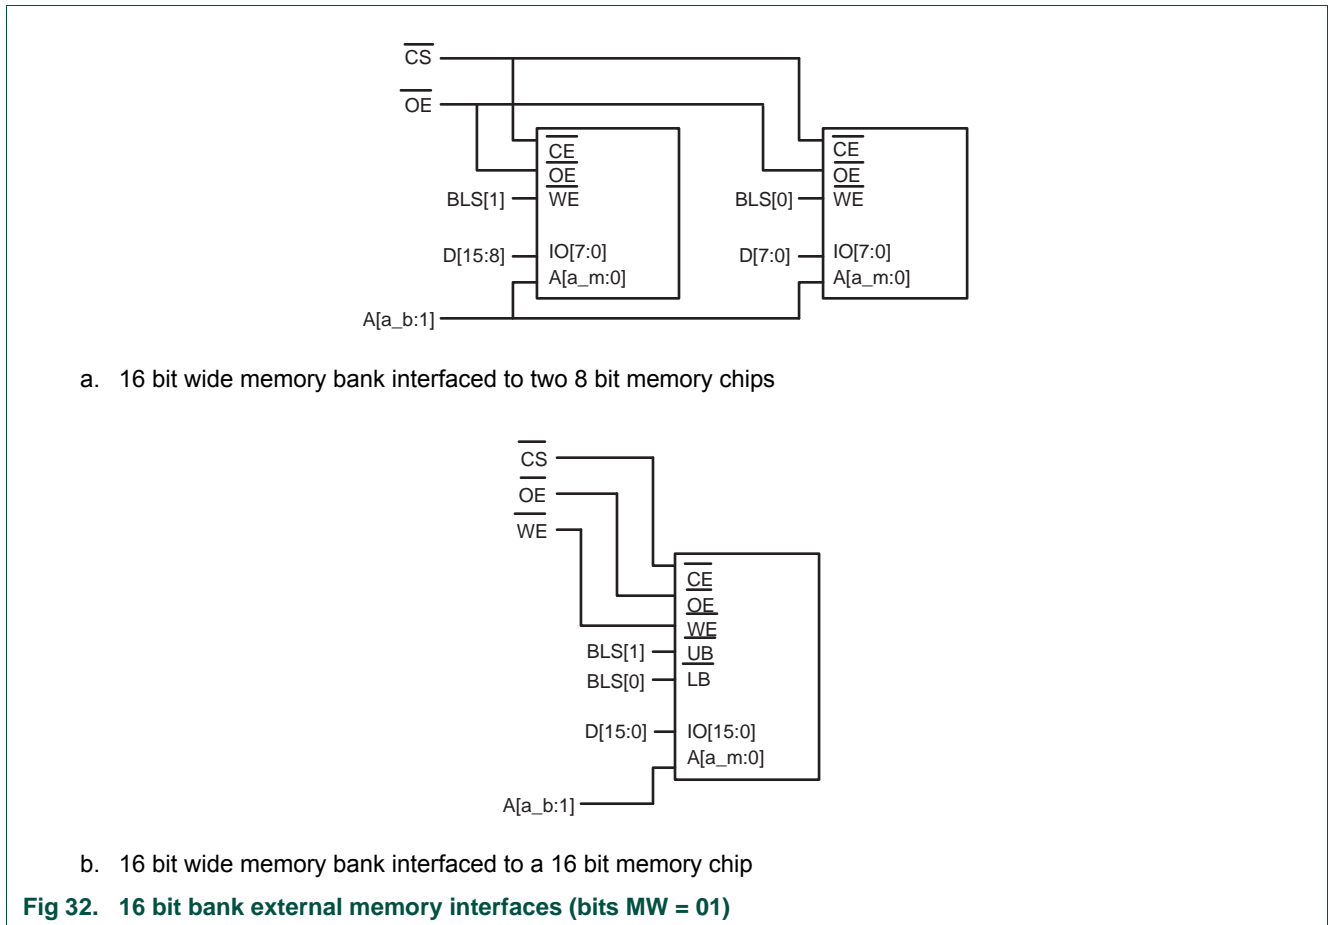 CS
OE
CE
OE
BLS[1] WE
D[15:8] IO[7:0]
A[a_m:0]
CE
OE
BLS[0] WE
D[7:0] IO[7:0]
A[a_m:0]
A[a_b:1]
a. 16 bit wide memory bank interfaced to two 8 bit memory chips
CS
OE
WE
CE
OE
WE
BLS[1] UB
BLS[0] LB
D[15:0] IO[15:0]
A[a_m:0]
A[a_b:1]
b. 16 bit wide memory bank interfaced to a 16 bit memory chip
Fig 32. 16 bit bank external memory interfaces (bits MW = 01)